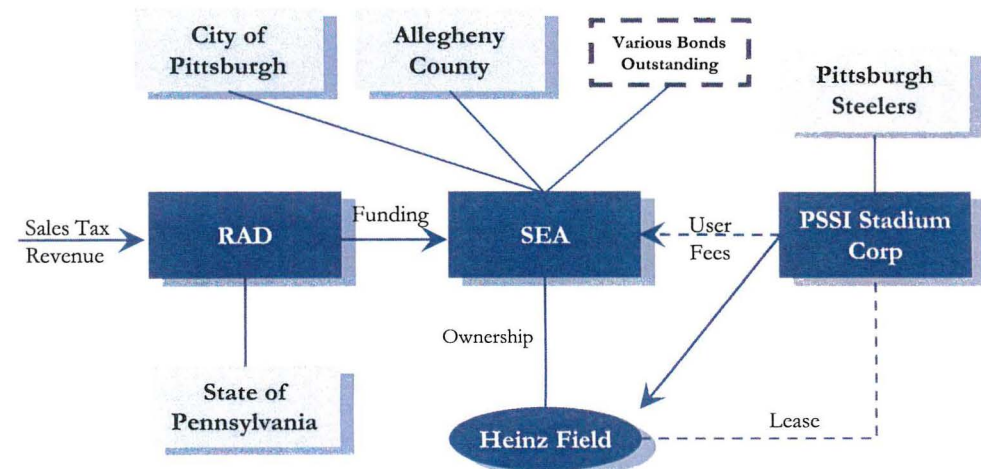 City of
Pittsburgh
Allegheny
County
Various Bonds
Outstanding
Pittsburgh
Steelers
Sales Tax
Revenue
RAD
Funding
SEA
User
Fees
PSSI Stadium
Corp
Ownership
State of
Pennsylvania
Heinz Field
Lease